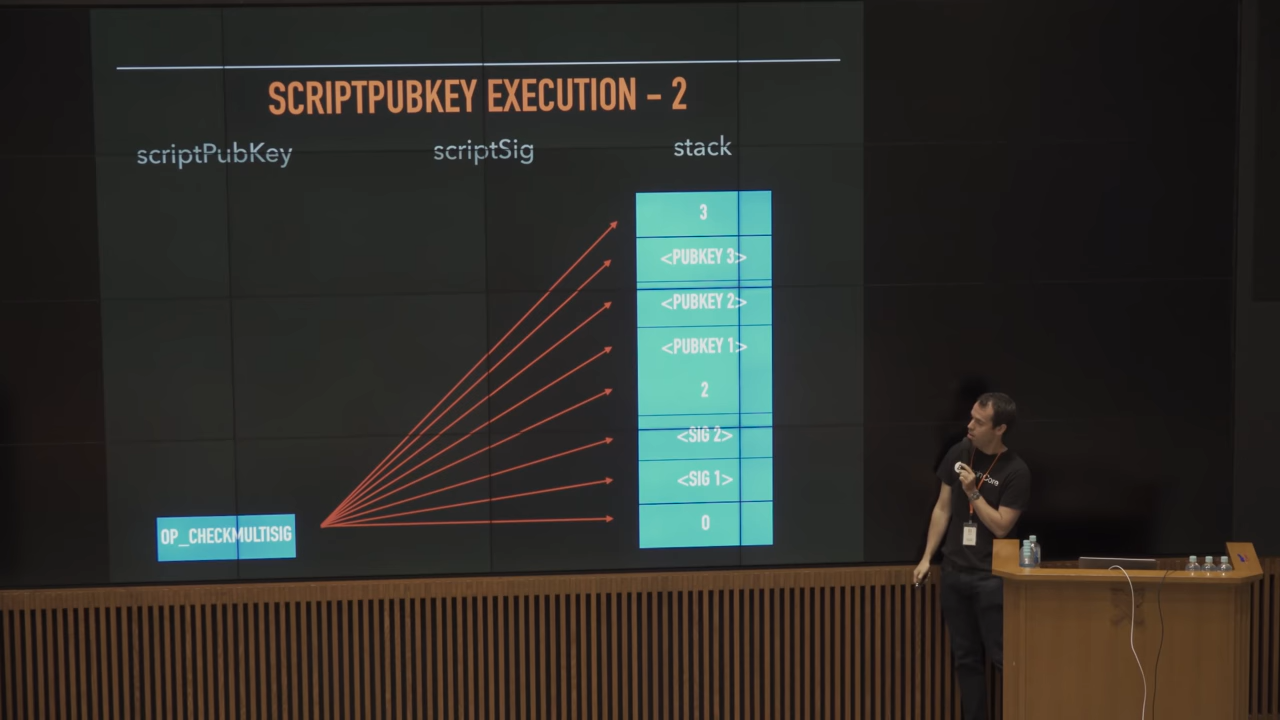 SCRIPTPUBKEY EXECUTION - 2
scriptPubKey scriptSig stack
3
<PUBKEY 3>
<PUBKEY 2>
<PUBKEY 1>
2
<SIG 2>
<SIG 1>
0
OP_CHECKMULTISIG
Core